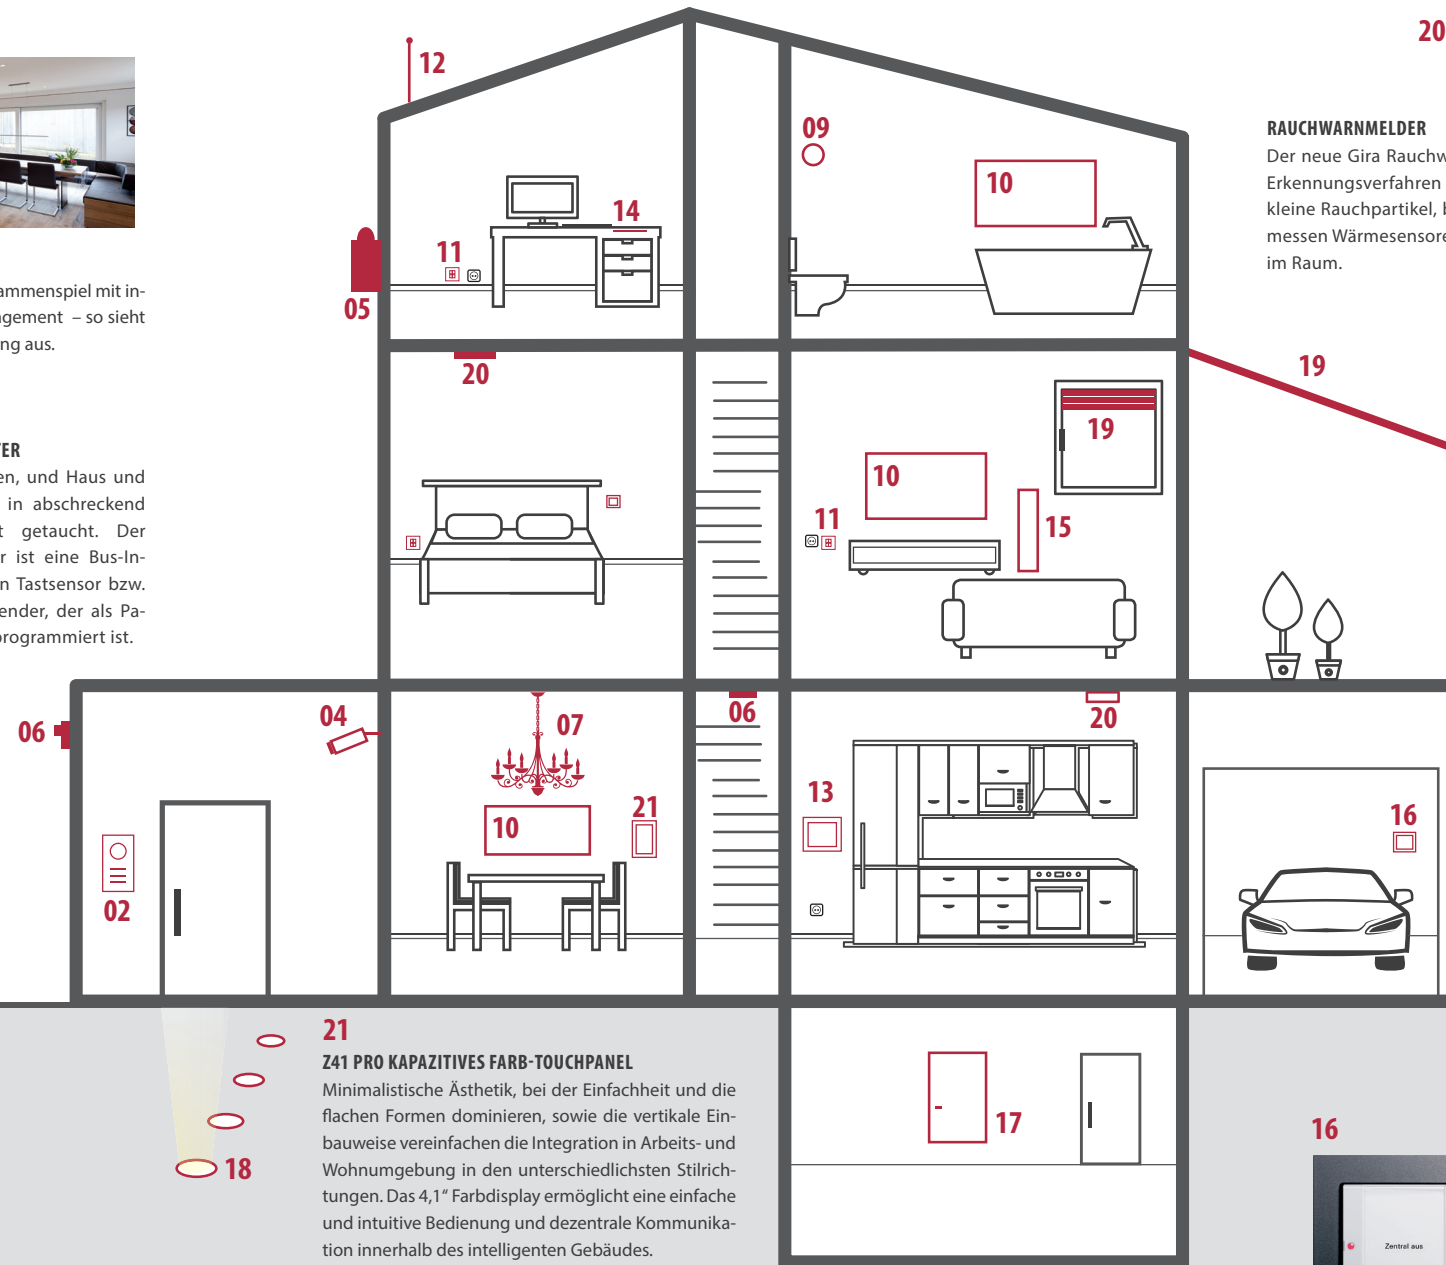 20
12
09
10
14
11
05
RAUCHWARNMELDER
Der neue Gira Rauchw
Erkennungsverfahren
kleine Rauchpartikel, b
messen Wärmesensore
im Raum.
ammenspiel mit in-
gement – so sieht
ng aus.
20
19
19
10
11
15
TER
en, und Haus und
in abschreckend
t getaucht. Der
r ist eine Bus-In-
n Tastsensor bzw.
ender, der als Pa-
programmiert ist.
06
04
07
06
20
10
21
13
16
02
18
21
Z41 PRO KAPAZITIVES FARB-TOUCHPANEL
Minimalistische Ästhetik, bei der Einfachheit und die
flachen Formen dominieren, sowie die vertikale Ein-
bauweise vereinfachen die Integration in Arbeits- und
Wohnumgebung in den unterschiedlichsten Stilrich-
tungen. Das 4,1“ Farbdisplay ermöglicht eine einfache
und intuitive Bedienung und dezentrale Kommunika-
tion innerhalb des intelligenten Gebäudes.
17
16
Zentral aus